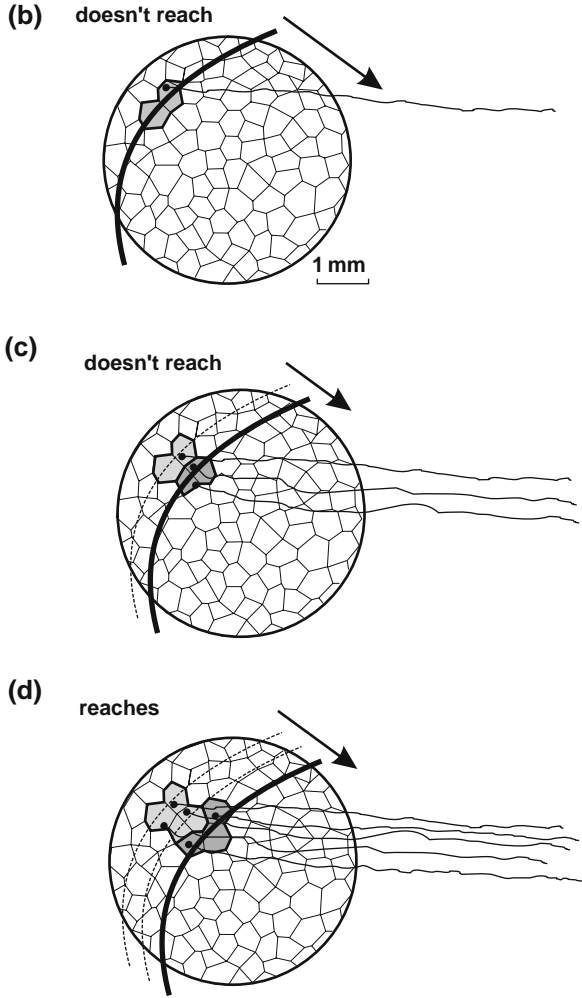 (b)
doesn't reach
1 mm
(c)
doesn't reach
(d)
reaches